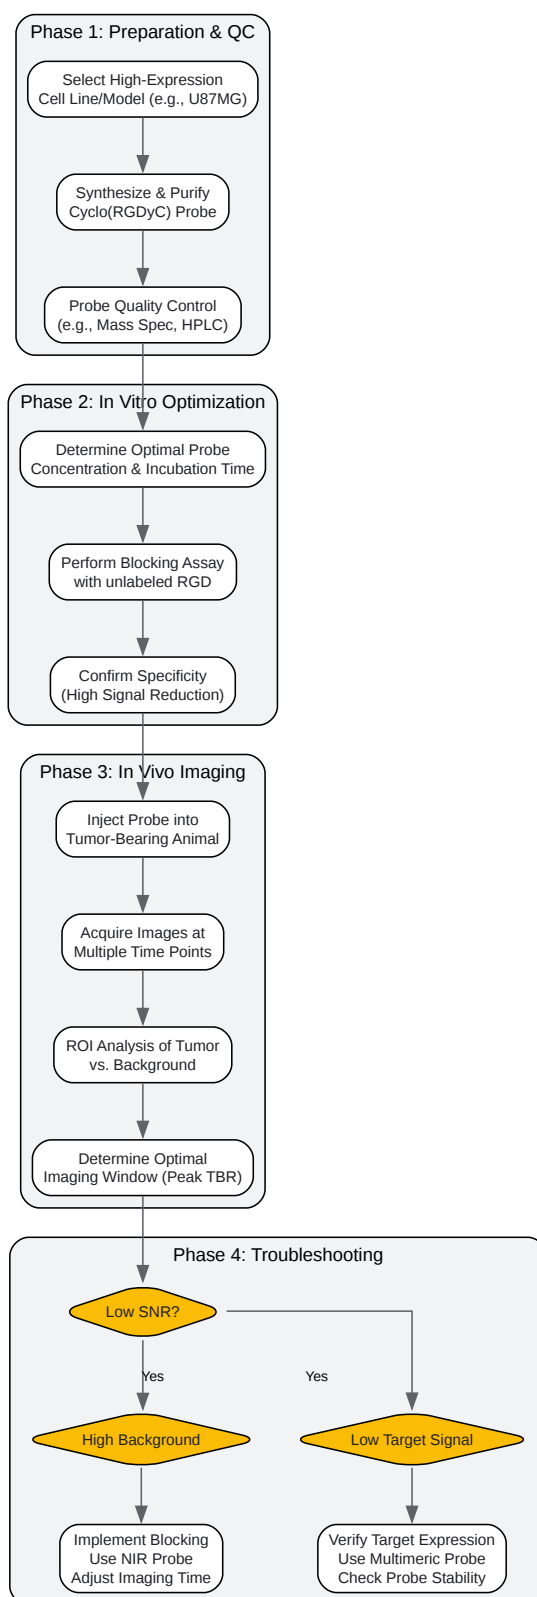 Phase 1: Preparation & QC
Select High-Expression
Cell Line/Model (e.g., U87MG)
Synthesize & Purify
Cyclo(RGDyC) Probe
Probe Quality Control
(e.g., Mass Spec, HPLC)
Phase 2: In Vitro Optimization
Determine Optimal Probe
Concentration & Incubation Time
Perform Blocking Assay
with unlabeled RGD
Confirm Specificity
(High Signal Reduction)
Phase 3: In Vivo Imaging
Inject Probe into
Tumor-Bearing Animal
Acquire Images at
Multiple Time Points
ROI Analysis of Tumor
vs. Background
Determine Optimal
Imaging Window (Peak TBR)
Phase 4: Troubleshooting
Low SNR?
Yes
Yes
High Background
Low Target Signal
Implement Blocking
Use NIR Probe
Adjust Imaging Time
Verify Target Expression
Use Multimeric Probe
Check Probe Stability